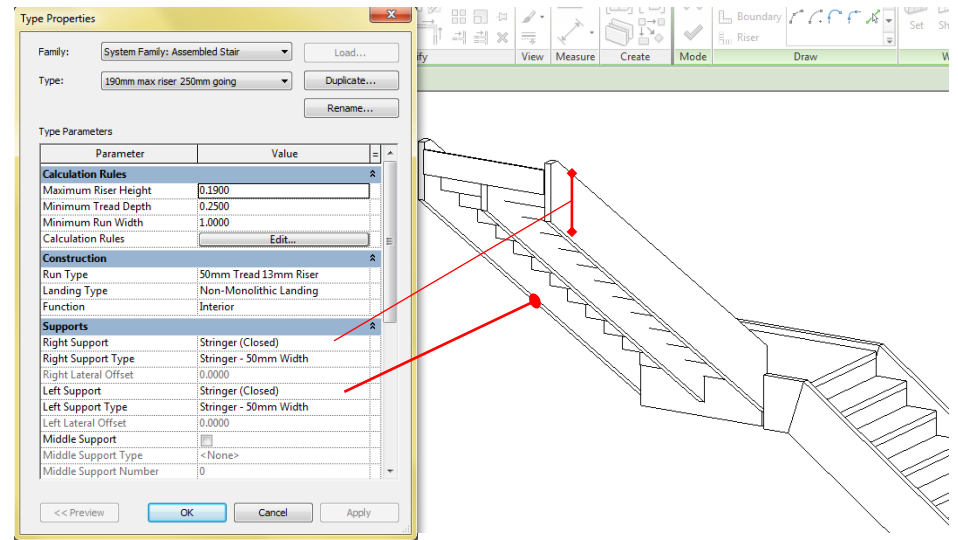 Type Properties
Family: System Family: Assembled Stair Load...
Type: 190mm max riser 250mm going Duplicate...
Rename...
Type Parameters
Parameter Value =
Calculation Rules
Maximum Riser Height 0.1900
Minimum Tread Depth 0.2500
Minimum Run Width 1.0000
Calculation Rules Edit...
Construction
Run Type 50mm Tread 13mm Riser
Landing Type Non-Monolithic Landing
Function Interior
Supports
Right Support Stringer (Closed)
Right Support Type Stringer - 50mm Width
Right Lateral Offset 0.0000
Left Support Stringer (Closed)
Left Support Type Stringer - 50mm Width
Left Lateral Offset 0.0000
Middle Support
Middle Support Type <None>
Middle Support Number 0
<< Preview OK Cancel Apply
Boundary
Riser
Set Sh
fy View Measure Create Mode Draw W